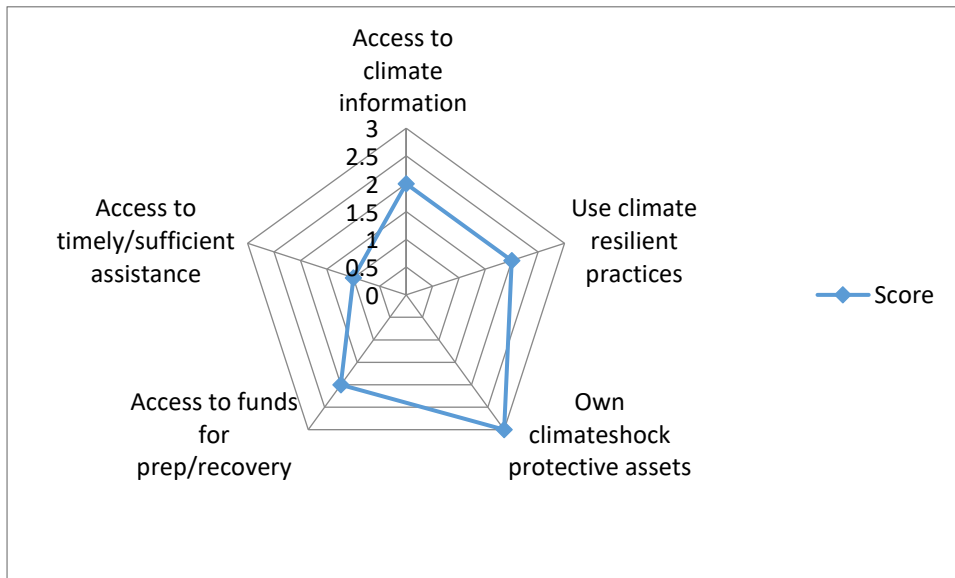 Access to
climate
information
3
2.5
2
1.5
1
0.5
0
Use climate
resilient
practices
Own
climateshock
protective assets
Access to funds
for
prep/recovery
Access to
timely/sufficient
assistance
Score